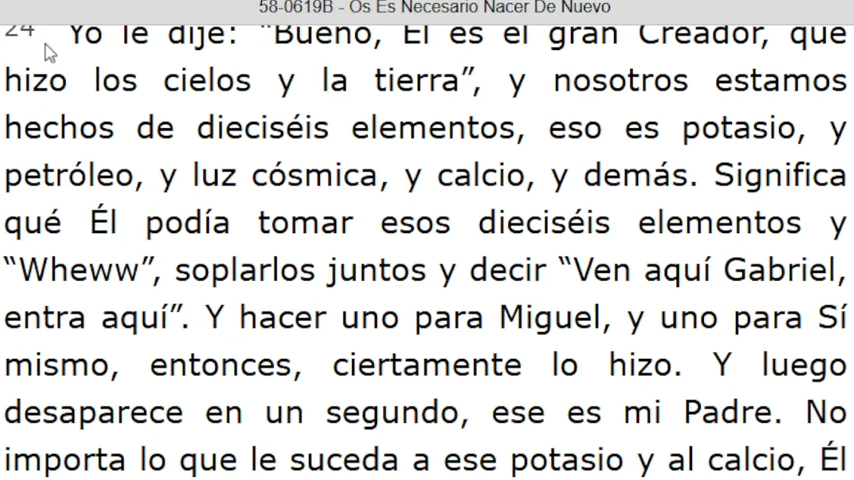 58-0619B - Os Es Necesario Nacer De Nuevo
24 Yo le dije: “Bueno, Él es el gran Creador, que
hizo los cielos y la tierra”, y nosotros estamos
hechos de dieciséis elementos, eso es potasio, y
petróleo, y luz cósmica, y calcio, y demás. Significa
qué Él podía tomar esos dieciséis elementos y
“Wheww”, soplarlos juntos y decir “Ven aquí Gabriel,
entra aquí”. Y hacer uno para Miguel, y uno para Sí
mismo, entonces, ciertamente lo hizo. Y luego
desaparece en un segundo, ese es mi Padre. No
importa lo que le suceda a ese potasio y al calcio, Él